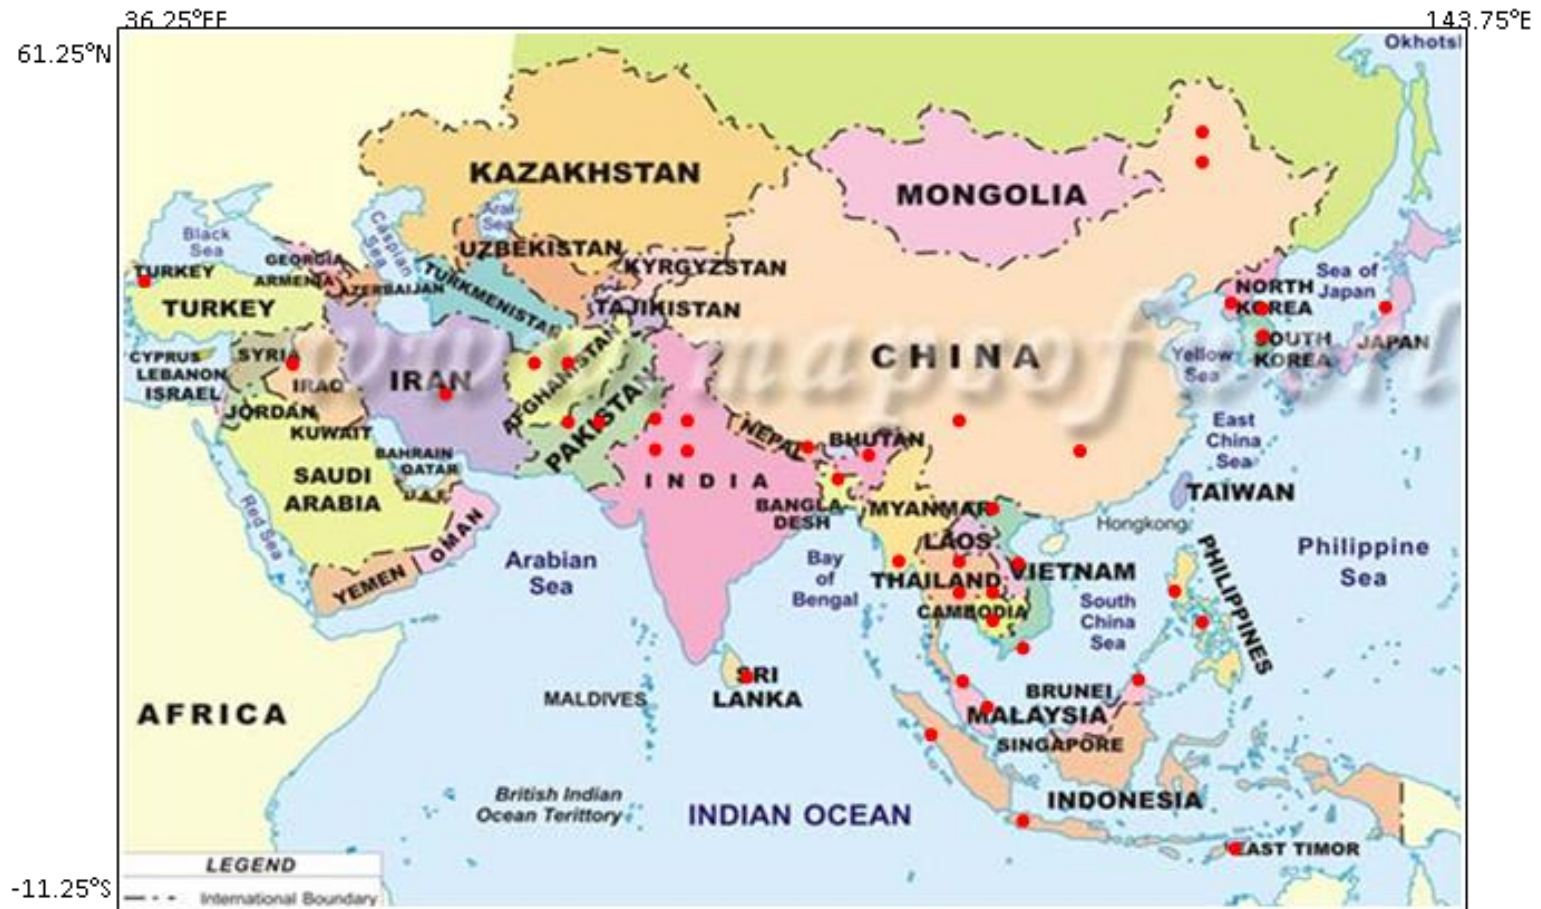 36.25°EE
143.75°E
61.25°N
Okhotsl
KAZAKHSTAN
MONGOLIA
Aral
Sea
Black
Sea
Caspian
Sea
UZBEKISTAN
GEORGIA
KYRGYZSTAN
TURKEY
ARMENIA
AZERBAIJAN
TURKMENISTAN
Sea of
Japan
NORTH
KOREA
TURKEY
TAJIKISTAN
SOUTH
KOREA
JAPAN
CYPRUS
SYRIA
LEBANON
IRAQ
IRAN
AFGHANISTAN
CHINA
Yellow
Sea
ISRAEL
JORDAN
KUWAIT
PAKISTAN
NEPAL
BHUTAN
East
China
Sea
BAHRAIN
QATAR
U.A.E
SAUDI
ARABIA
INDIA
BANGLA
DESH
MYANMAR
TAIWAN
Hongkong
Red Sea
OMAN
YEMEN
Arabian
Sea
Bay
of
Bengal
LAOS
THAILAND
VIETNAM
CAMBODIA
South
China
Sea
PHILIPPINES
Philippine
Sea
SRI
LANKA
MALDIVES
BRUNEI
MALAYSIA
SINGAPORE
AFRICA
British Indian
Ocean Terittory
INDIAN OCEAN
INDONESIA
EAST TIMOR
LEGEND
International Boundary
-11.25°S
www.mapsofworl